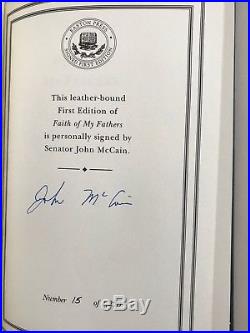 EASTON PRESS
SIGNED FIRST EDITION
This leather-bound
First Edition of
Faith of My Fathers
is personally signed by
Senator John McCain.
John McCain
Number 15 of